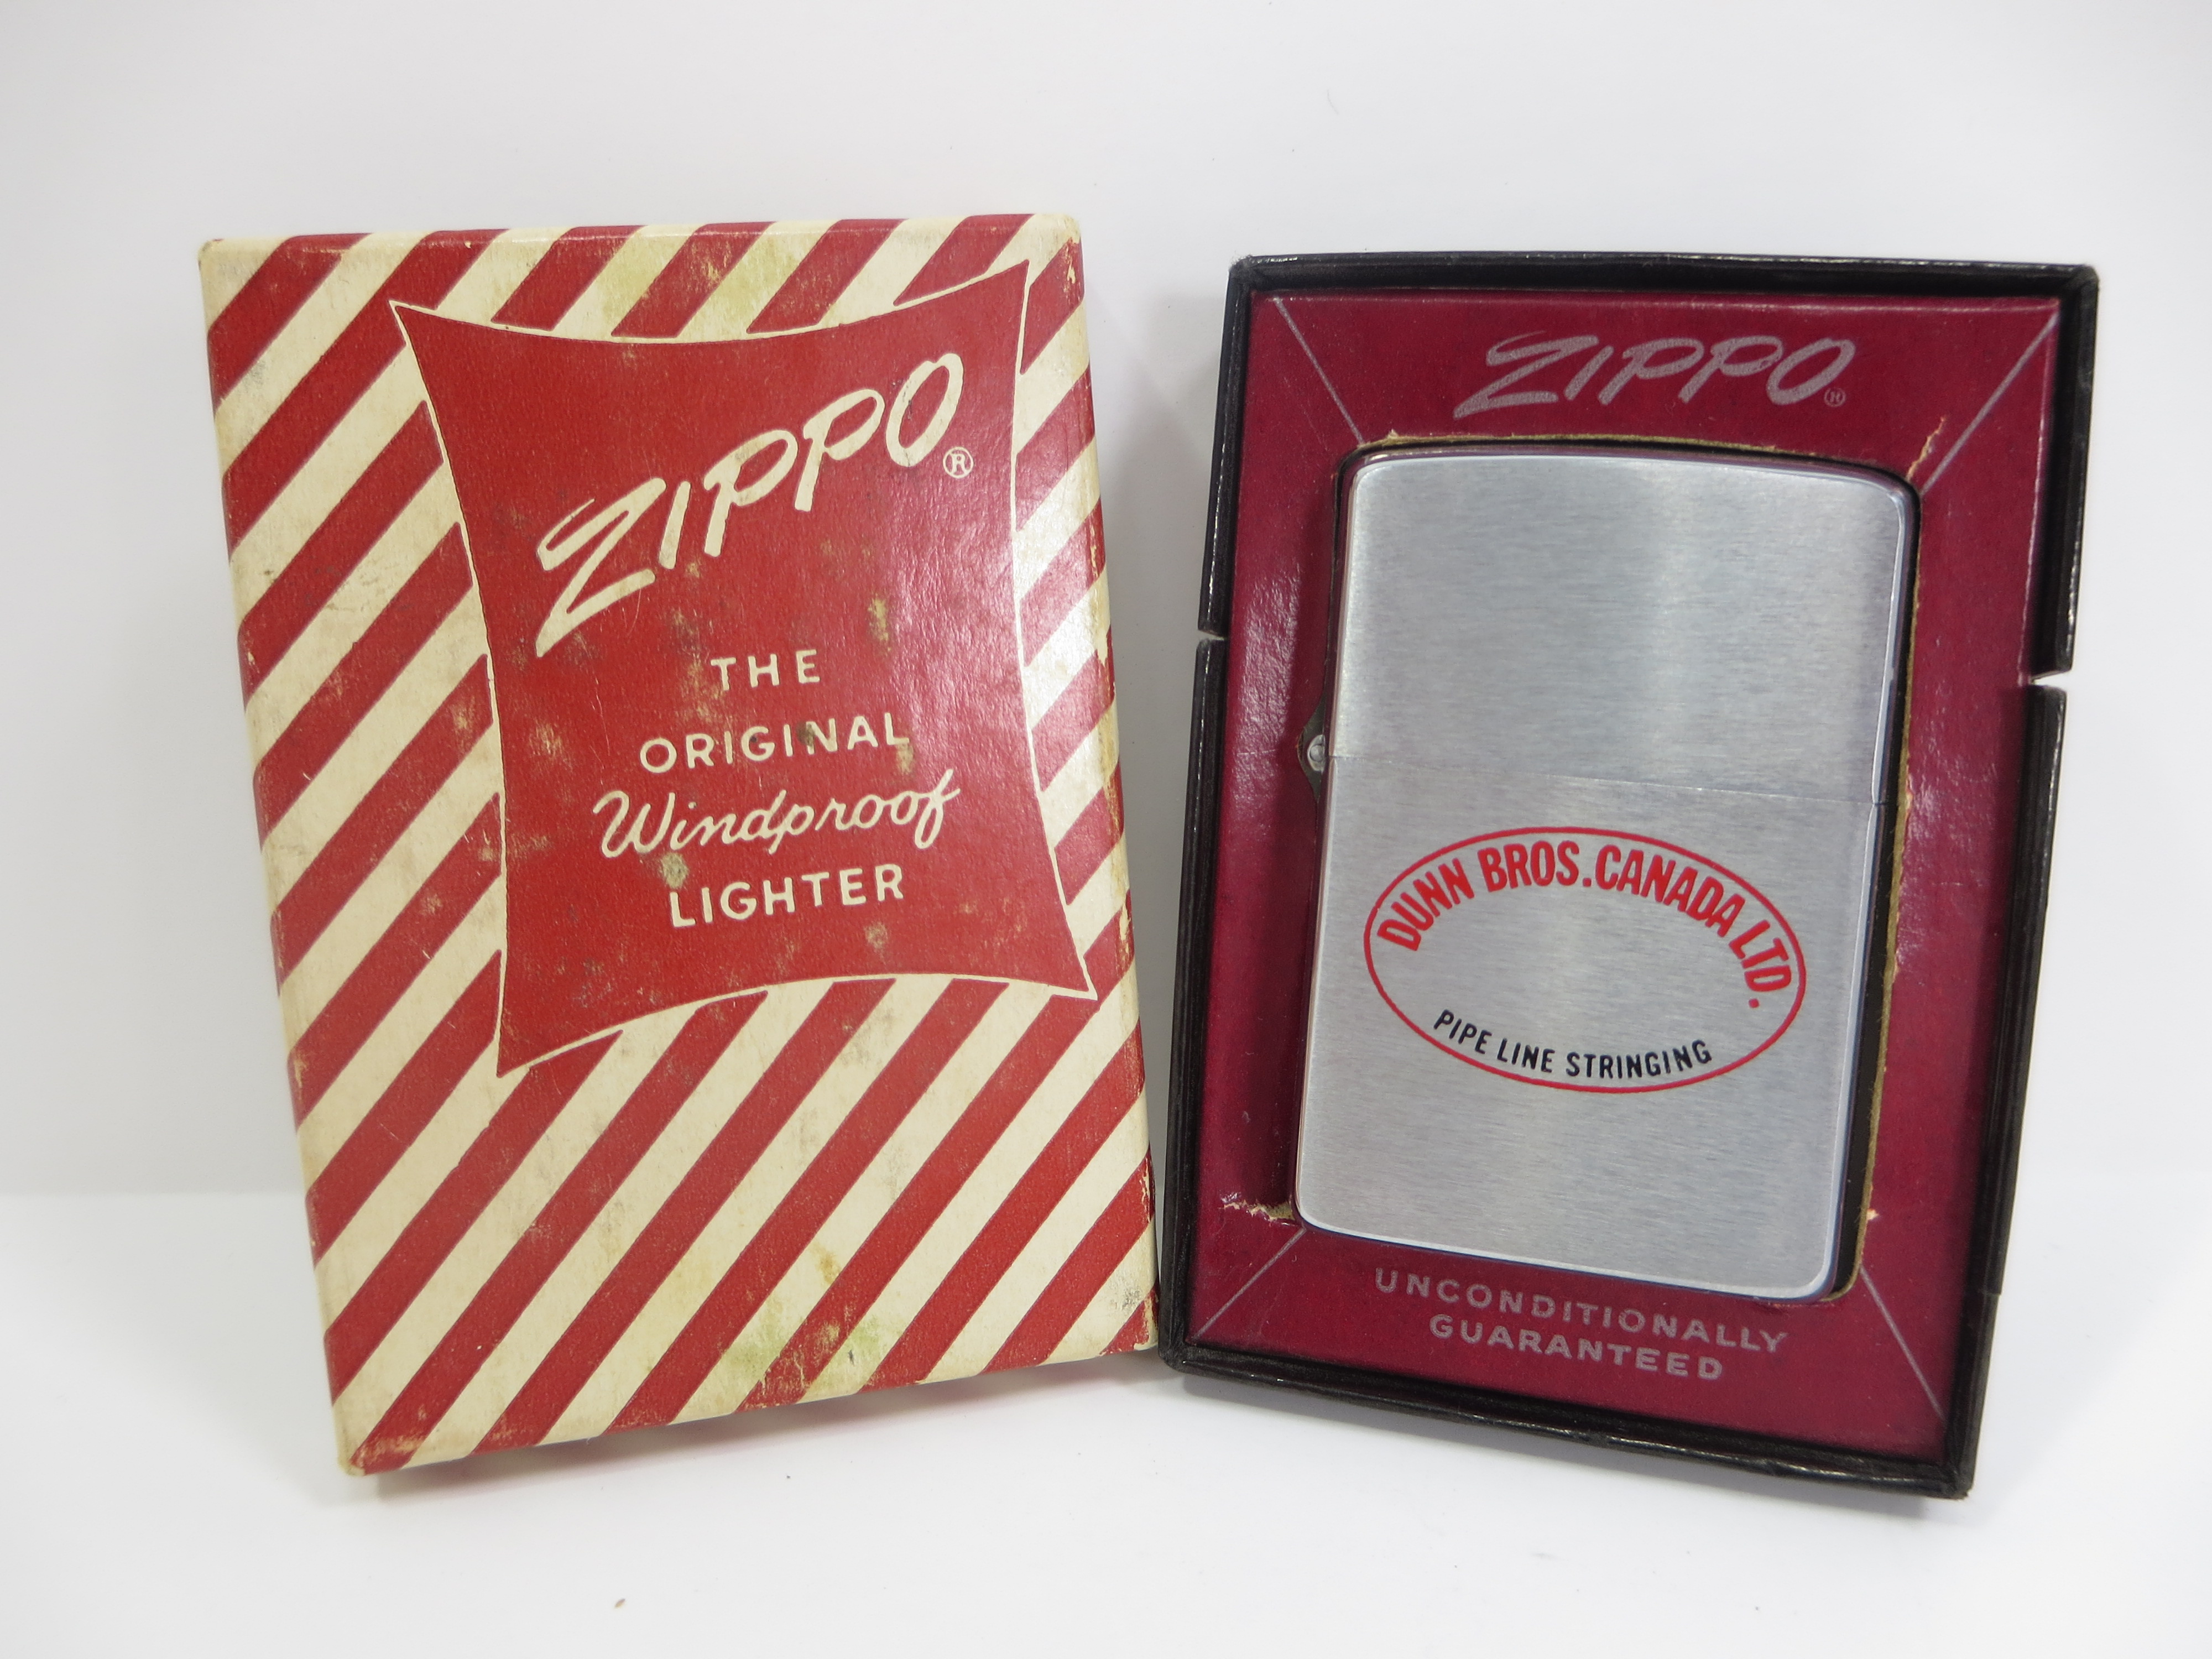 ZIPPO®
THE
ORIGINAL
Windproof
LIGHTER
ZIPPO®
DUNN BROS. CANADA LTD.
PIPE LINE STRINGING
UNCONDITIONALLY
GUARANTEED